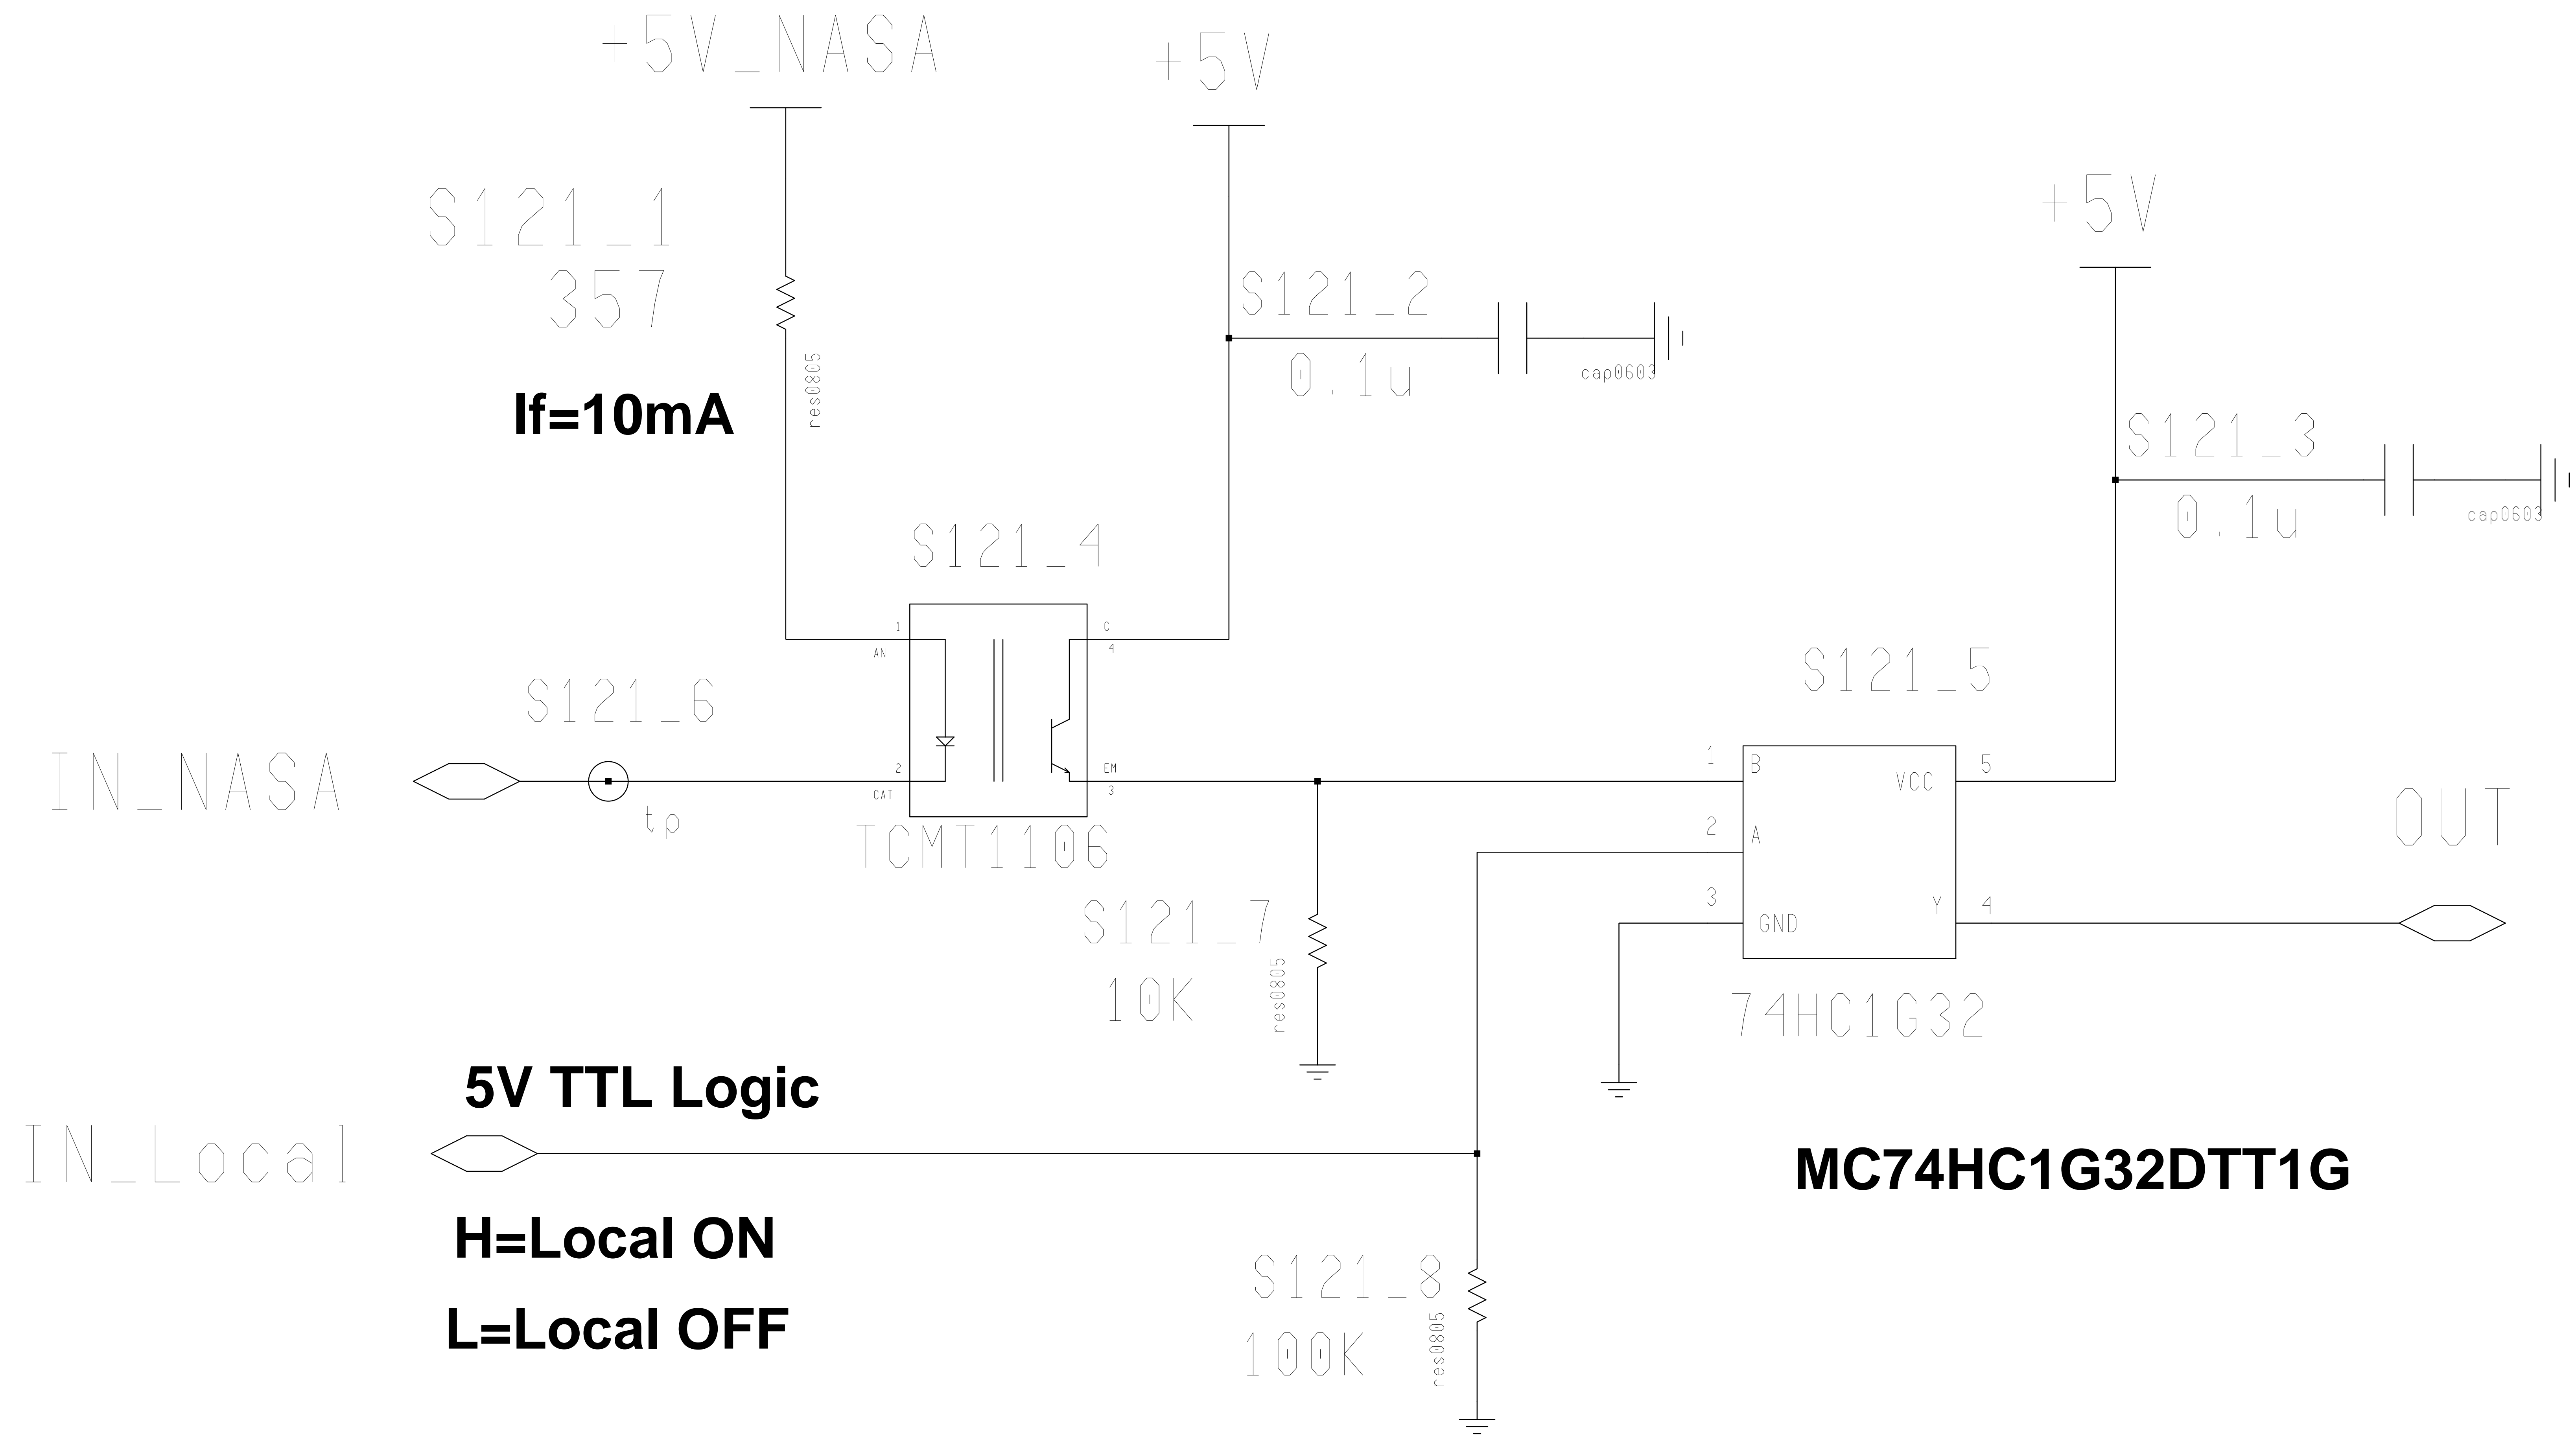 +5V_NASA
+5V
+5V
S121_1
357
res0805
If=10mA
S121_2
0.1u
cap0603
S121_3
0.1u
cap0603
S121_4
1
AN
C
4
2
CAT
EM
3
TCMT1106
S121_6
IN_NASA
tp
S121_5
1
B
VCC
5
2
A
3
GND
Y
4
74HC1G32
OUT
S121_7
10K
res0805
5V TTL Logic
IN_Local
MC74HC1G32DTT1G
H=Local ON
L=Local OFF
S121_8
100K
res0805